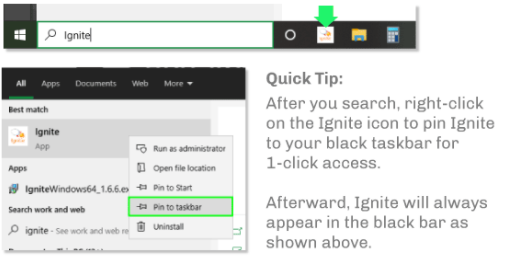 Ignite
All Apps Documents Web More
Best match
Ignite
App
Run as administrator
Open file location
Apps
Pin to Start
IgniteWindows64_1.6.6.ex
Pin to taskbar
Search work and web
Uninstall
ignite - See work and web re
Quick Tip:
After you search, right-click
on the Ignite icon to pin Ignite
to your black taskbar for
1-click access.
Afterward, Ignite will always
appear in the black bar as
shown above.